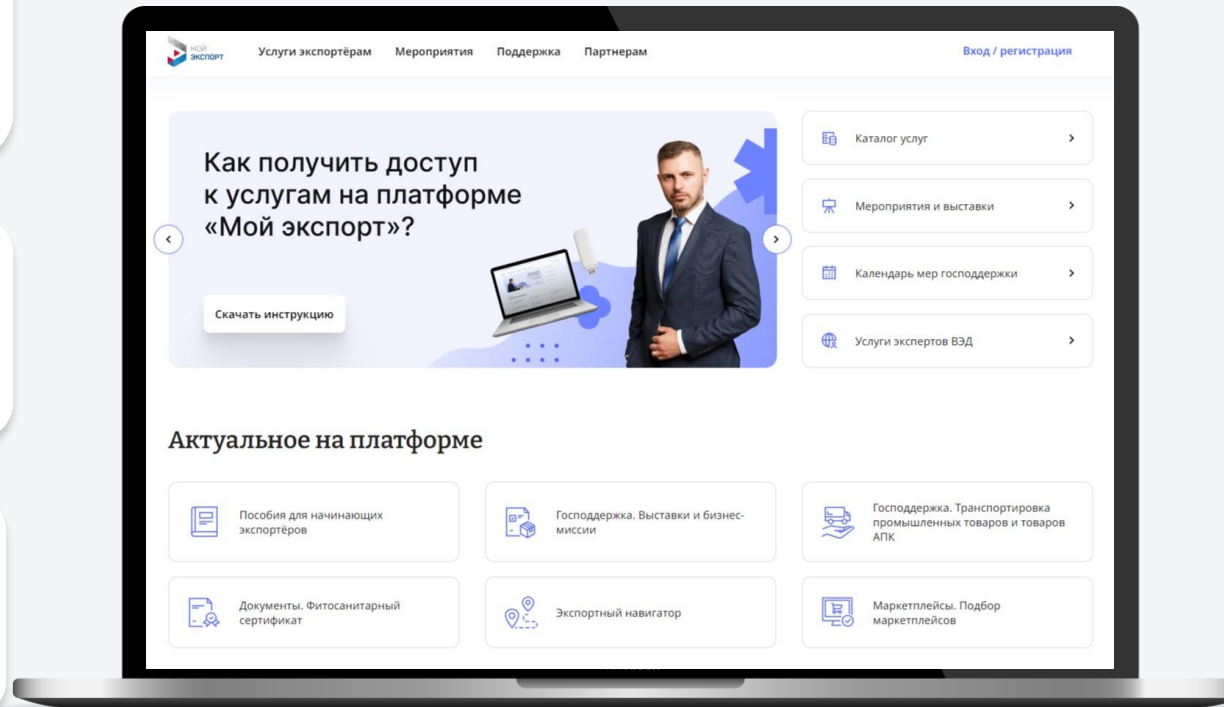 МОЙ
ЭКСПОРТ
Услуги экспортёрам
Мероприятия
Поддержка
Партнерам
Вход / регистрация
Как получить доступ
к услугам на платформе
«Мой экспорт»?
Скачать инструкцию
Каталог услуг
Мероприятия и выставки
Календарь мер господдержки
Услуги экспертов ВЭД
Актуальное на платформе
Пособия для начинающих
экспортёров
Господдержка. Выставки и бизнес-
миссии
Господдержка. Транспортировка
промышленных товаров и товаров
АПК
Документы. Фитосанитарный
сертификат
Экспортный навигатор
Маркетплейсы. Подбор
маркетплейсов